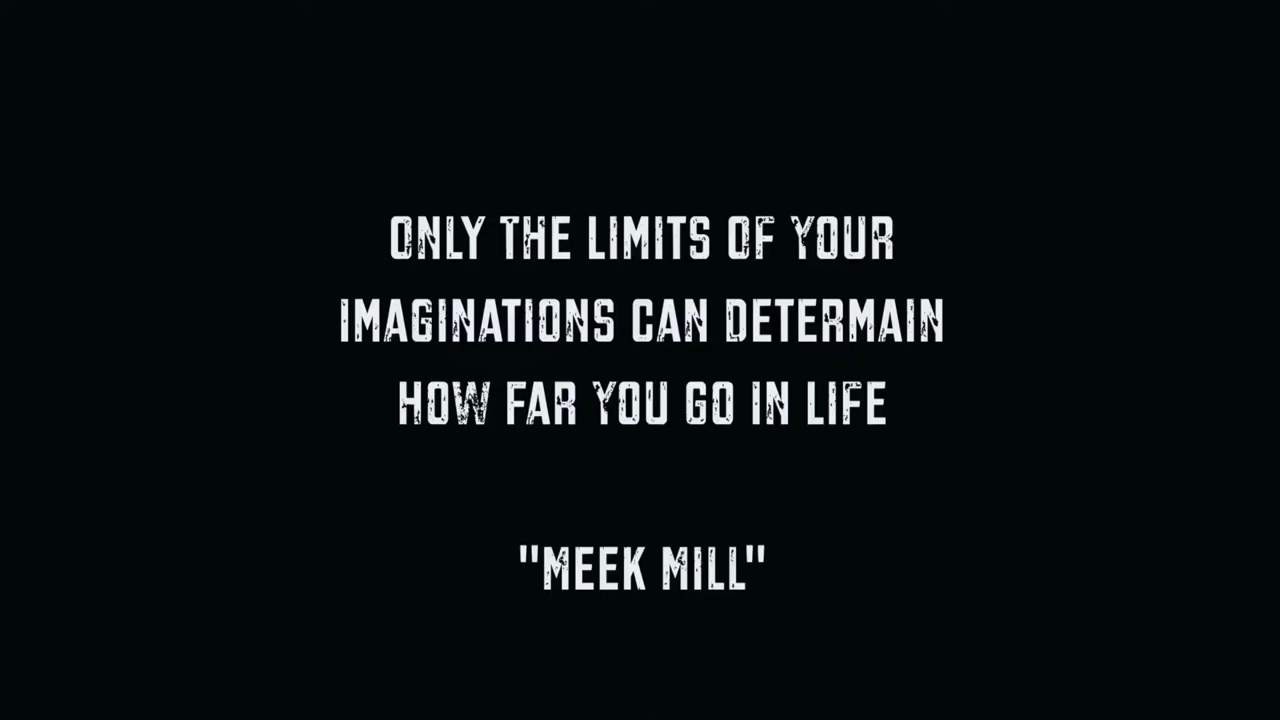 ONLY THE LIMITS OF YOUR
IMAGINATIONS CAN DETERMAIN
HOW FAR YOU GO IN LIFE
"MEEK MILL"